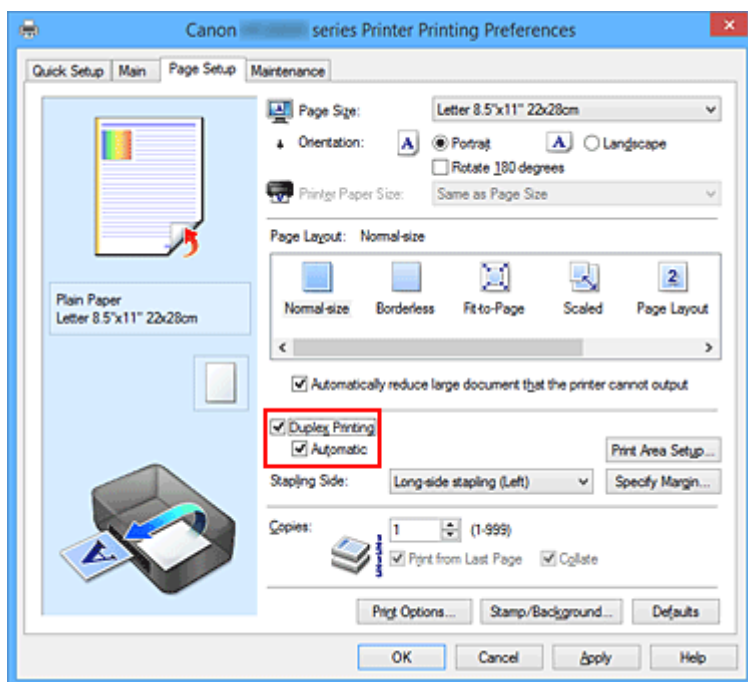 Canon series Printer Printing Preferences
Quick Setup Main Page Setup Maintenance
Page Size: Letter 8.5"x11" 22x28cm
Orientation: A Portrait A Landscape
Rotate 180 degrees
Printer Paper Size: Same as Page Size
Page Layout: Normal-size
2
Normal-size Borderless Fit-to-Page Scaled Page Layout
Plain Paper
Letter 8.5"x11" 22x28cm
Automatically reduce large document that the printer cannot output
Duplex Printing
Automatic
Print Area Setup...
Stapling Side: Long-side stapling (Left) Specify Margin...
Copies: 1 (1-999)
Print from Last Page Collate
A
Print Options... Stamp/Background... Defaults
OK Cancel Apply Help